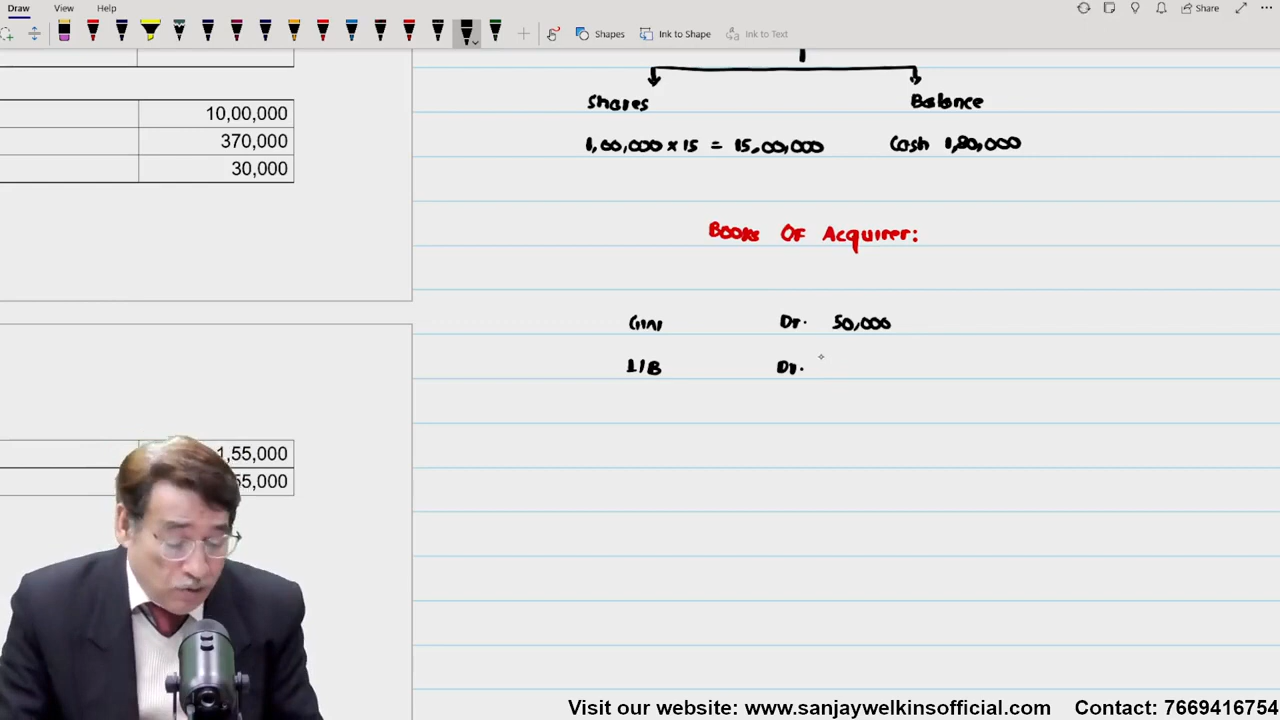 Draw View Help Share
Shapes Ink to Shape Ink to Text
10,00,000
370,000
30,000
Shares Balance
1,00,000 x 15 = 15,00,000 Cash 1,80,000
Books Of Acquirer:
Dr. 50,000
Dr.
1,55,000
55,000
Visit our website: www.sanjaywelkinsofficial.com Contact: 7669416754